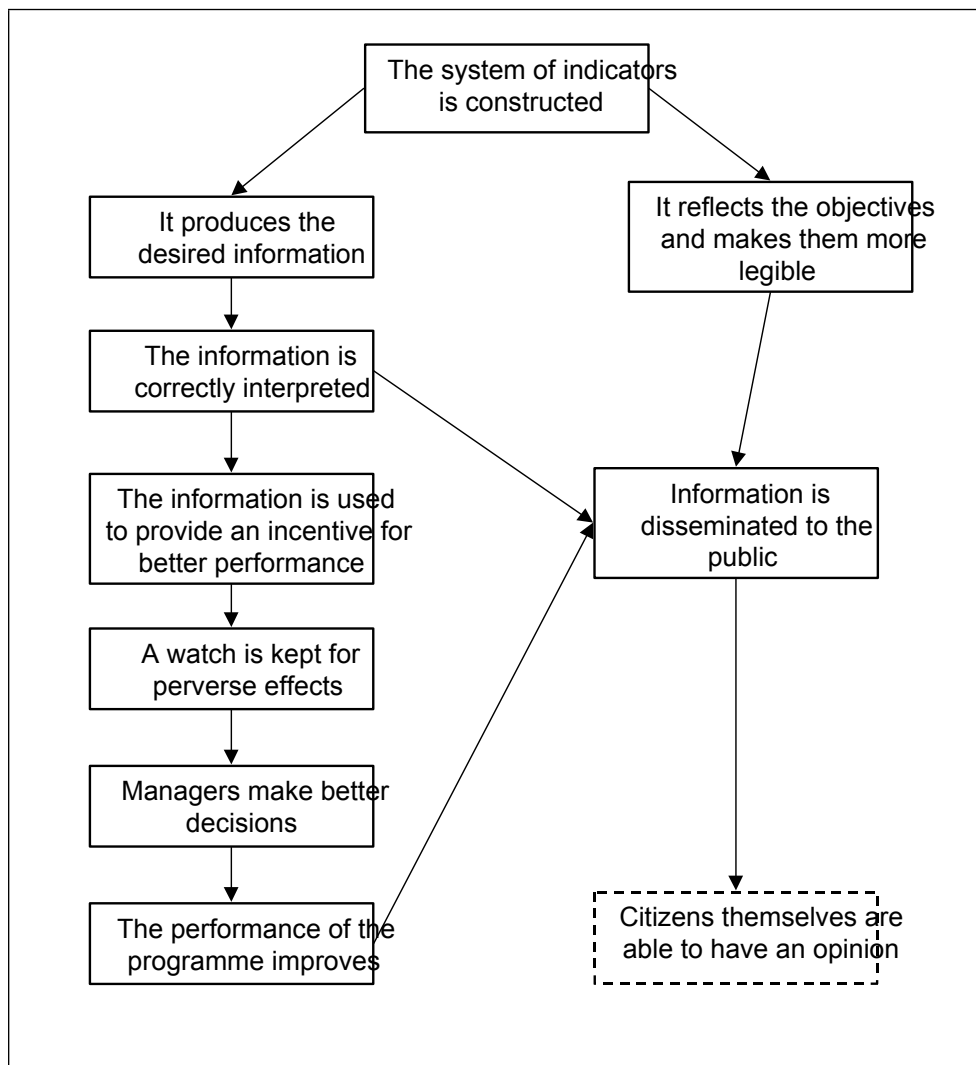 The system of indicators
is constructed
It produces the
desired information
It reflects the objectives
and makes them more
legible
The information is
correctly interpreted
The information is used
to provide an incentive for
better performance
Information is
disseminated to the
public
A watch is kept for
perverse effects
Managers make better
decisions
The performance of the
programme improves
Citizens themselves are
able to have an opinion